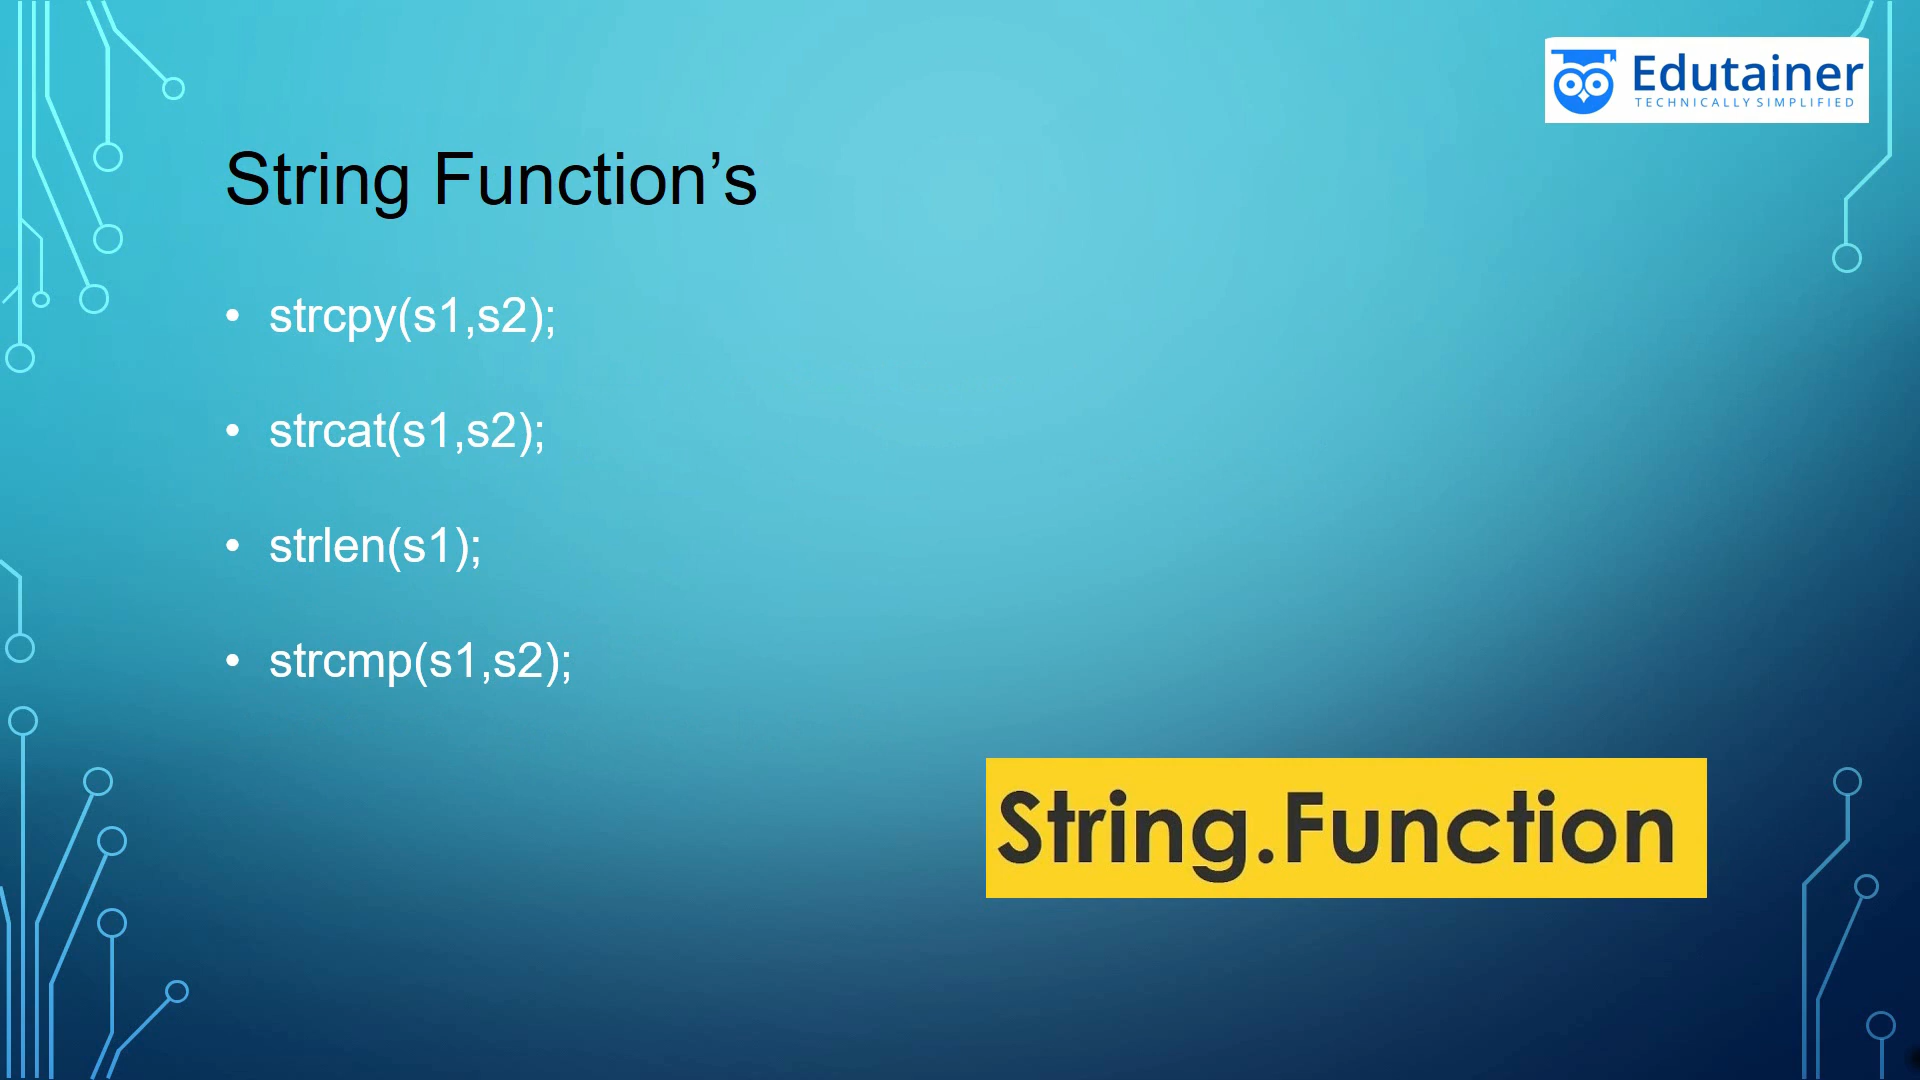 Edutainer
TECHNICALLY SIMPLIFIED
String Function’s
• strcpy(s1,s2);
• strcat(s1,s2);
• strlen(s1);
• strcmp(s1,s2);
String.Function